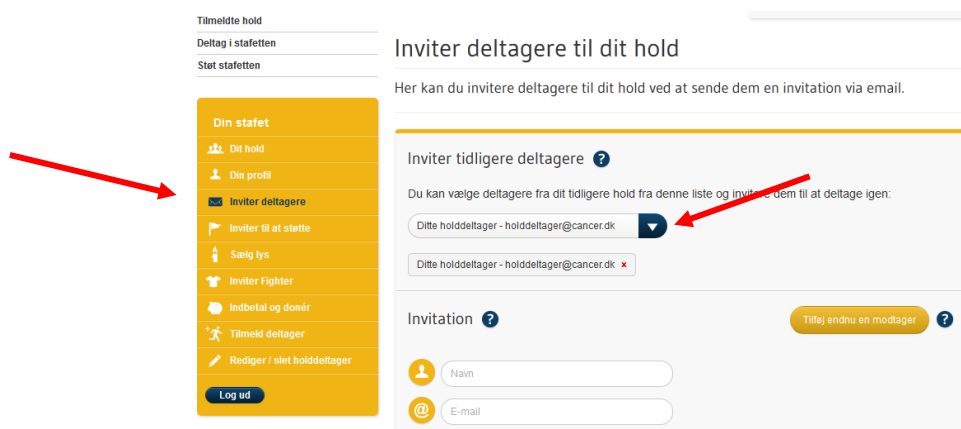 Tilmeldte hold
Deltag i stafetten
Støt stafetten
Din stafet
Dit hold
Din profil
Inviter deltagere
Inviter til at støtte
Sælg lys
Inviter Fighter
Indbetal og donér
Tilmeld deltager
Rediger / slet holddeltager
Log ud
Inviter deltagere til dit hold
Her kan du invitere deltagere til dit hold ved at sende dem en invitation via email.
Inviter tidligere deltagere ?
Du kan vælge deltagere fra dit tidligere hold fra denne liste og invitere dem til at deltage igen:
Ditte holddeltager - holddeltager@cancer.dk
Ditte holddeltager - holddeltager@cancer.dk x
Invitation ?
Tilføj endnu en modtager ?
Navn
@ E-mail